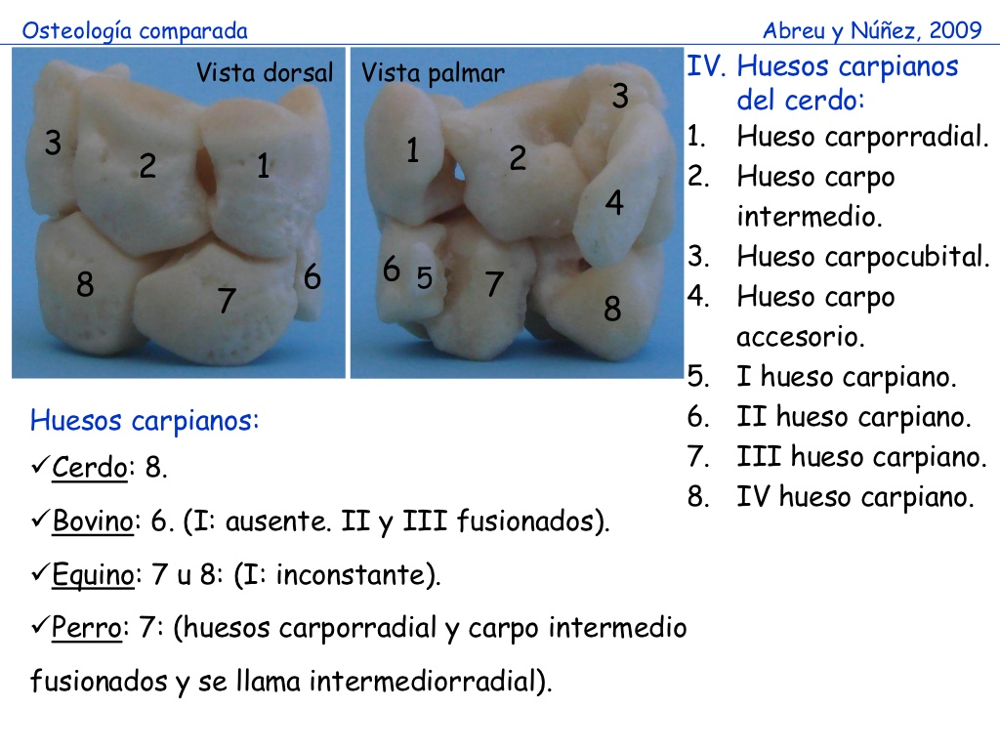 Osteología comparada
Abreu y Núñez, 2009
Vista dorsal
3
2
1
8
7
6
Vista palmar
3
1
2
4
6
5
7
8
IV. Huesos carpianos
del cerdo:
1. Hueso carporradial.
2. Hueso carpo
intermedio.
3. Hueso carpocubital.
4. Hueso carpo
accesorio.
5. I hueso carpiano.
6. II hueso carpiano.
7. III hueso carpiano.
8. IV hueso carpiano.
Huesos carpianos:
✓Cerdo: 8.
✓Bovino: 6. (I: ausente. II y III fusionados).
✓Equino: 7 u 8: (I: inconstante).
✓Perro: 7: (huesos carporradial y carpo intermedio
fusionados y se llama intermediorradial).